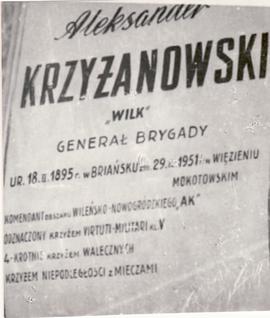 Aleksander
KRZYŻANOWSKI
„WILK"
GENERAŁ BRYGADY
UR. 18.II.1895 r. w BRIAŃSKU zm. 29.IX.1951 r. w WIĘZIENIU
MOKOTOWSKIM
KOMENDANT OBSZARU WILEŃSKO-NOWOGRÓDZKIEGO „AK"
ODZNACZONY KRZYŻEM VIRTUTI-MILITARI KL. V
4-KROTNIE KRZYŻEM WALECZNYCH
KRZYŻEM NIEPODLEGŁOŚCI z MIECZAMI